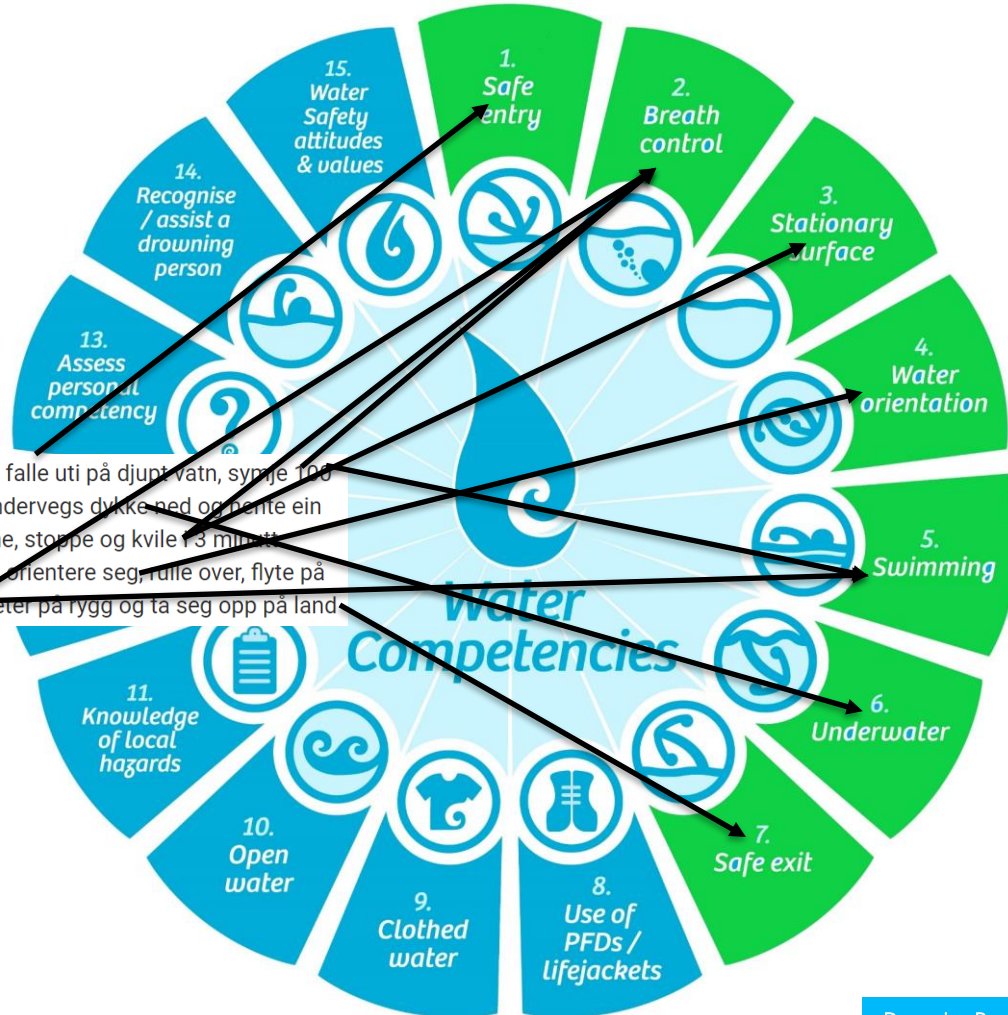 1.
Safe
entry
2.
Breath
control
3.
Stationary
surface
4.
Water
orientation
5.
Swimming
6.
Underwater
7.
Safe exit
8.
Use of
PFDs /
lifejackets
9.
Clothed
water
10.
Open
water
11.
Knowledge
of local
hazards
13.
Assess
personal
competency
14.
Recognise
/ assist a
drowning
person
15.
Water
Safety
attitudes
& values
falle uti på djupt vatn, symje 100
ndervegs dykke ned og hente ein
ne, stoppe og kvile i 3 minutt
orientere seg, rulle over, flyte på
eter på rygg og ta seg opp på land
Water
Competencies